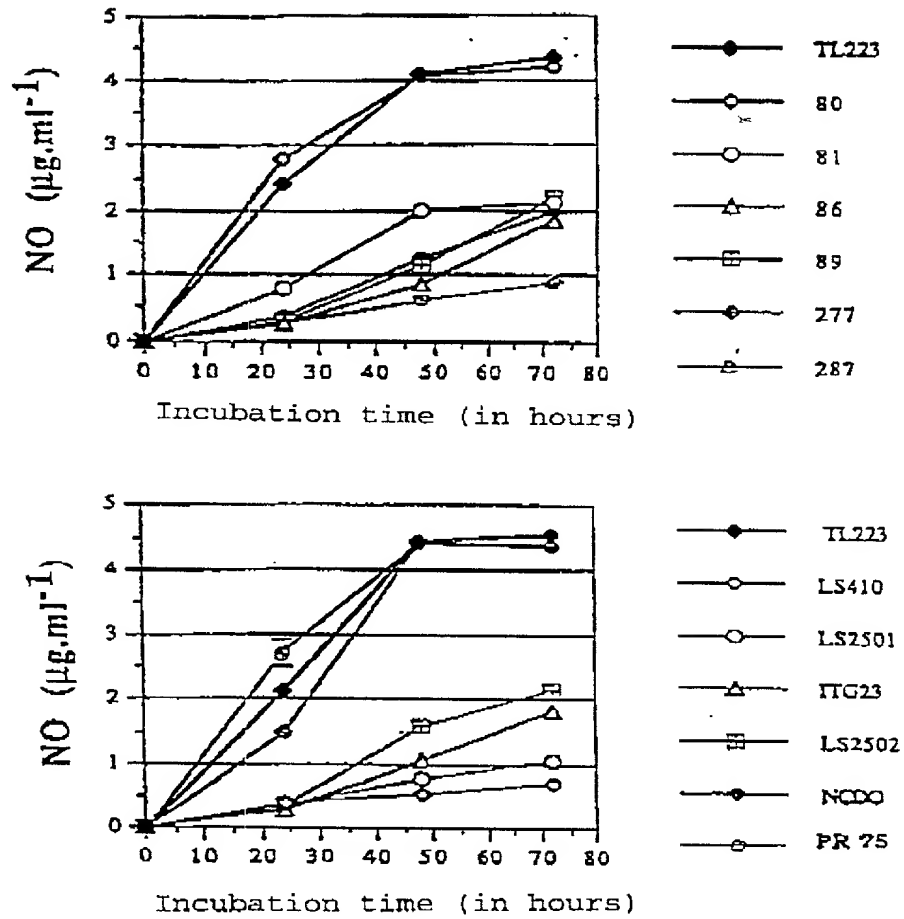 NO (µg.ml-1)
5
4
3
2
1
0
0 10 20 30 40 50 60 70 80
Incubation time (in hours)
TL223
80
81
86
89
277
287
NO (µg.ml-1)
5
4
3
2
1
0
0 10 20 30 40 50 60 70 80
Incubation time (in hours)
TL223
LS410
LS2501
ITG23
LS2502
NCDO
PR 75